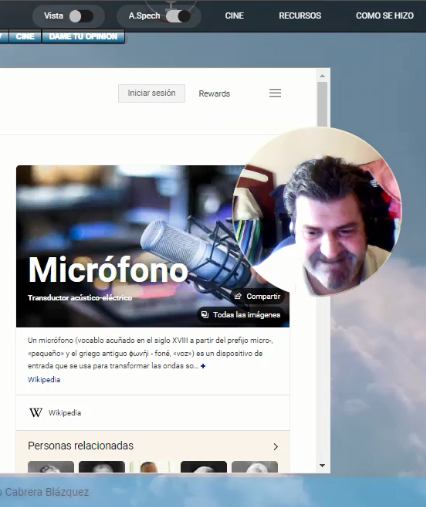 Vista
A.Spech
CINE
RECURSOS
COMO SE HIZO
CINE
DAME TU OPINION
Iniciar sesión
Rewards
Micrófono
Transductor acústico-eléctrico
Compartir
Todas las imágenes
Un micrófono (vocablo acuñado en el siglo XVIII a partir del prefijo micro-,
«pequeño» y el griego antiguo φωνήj - foné, «voz») es un dispositivo de
entrada que se usa para transformar las ondas so…
Wikipedia
W Wikipedia
Personas relacionadas
Cabrera Blázquez